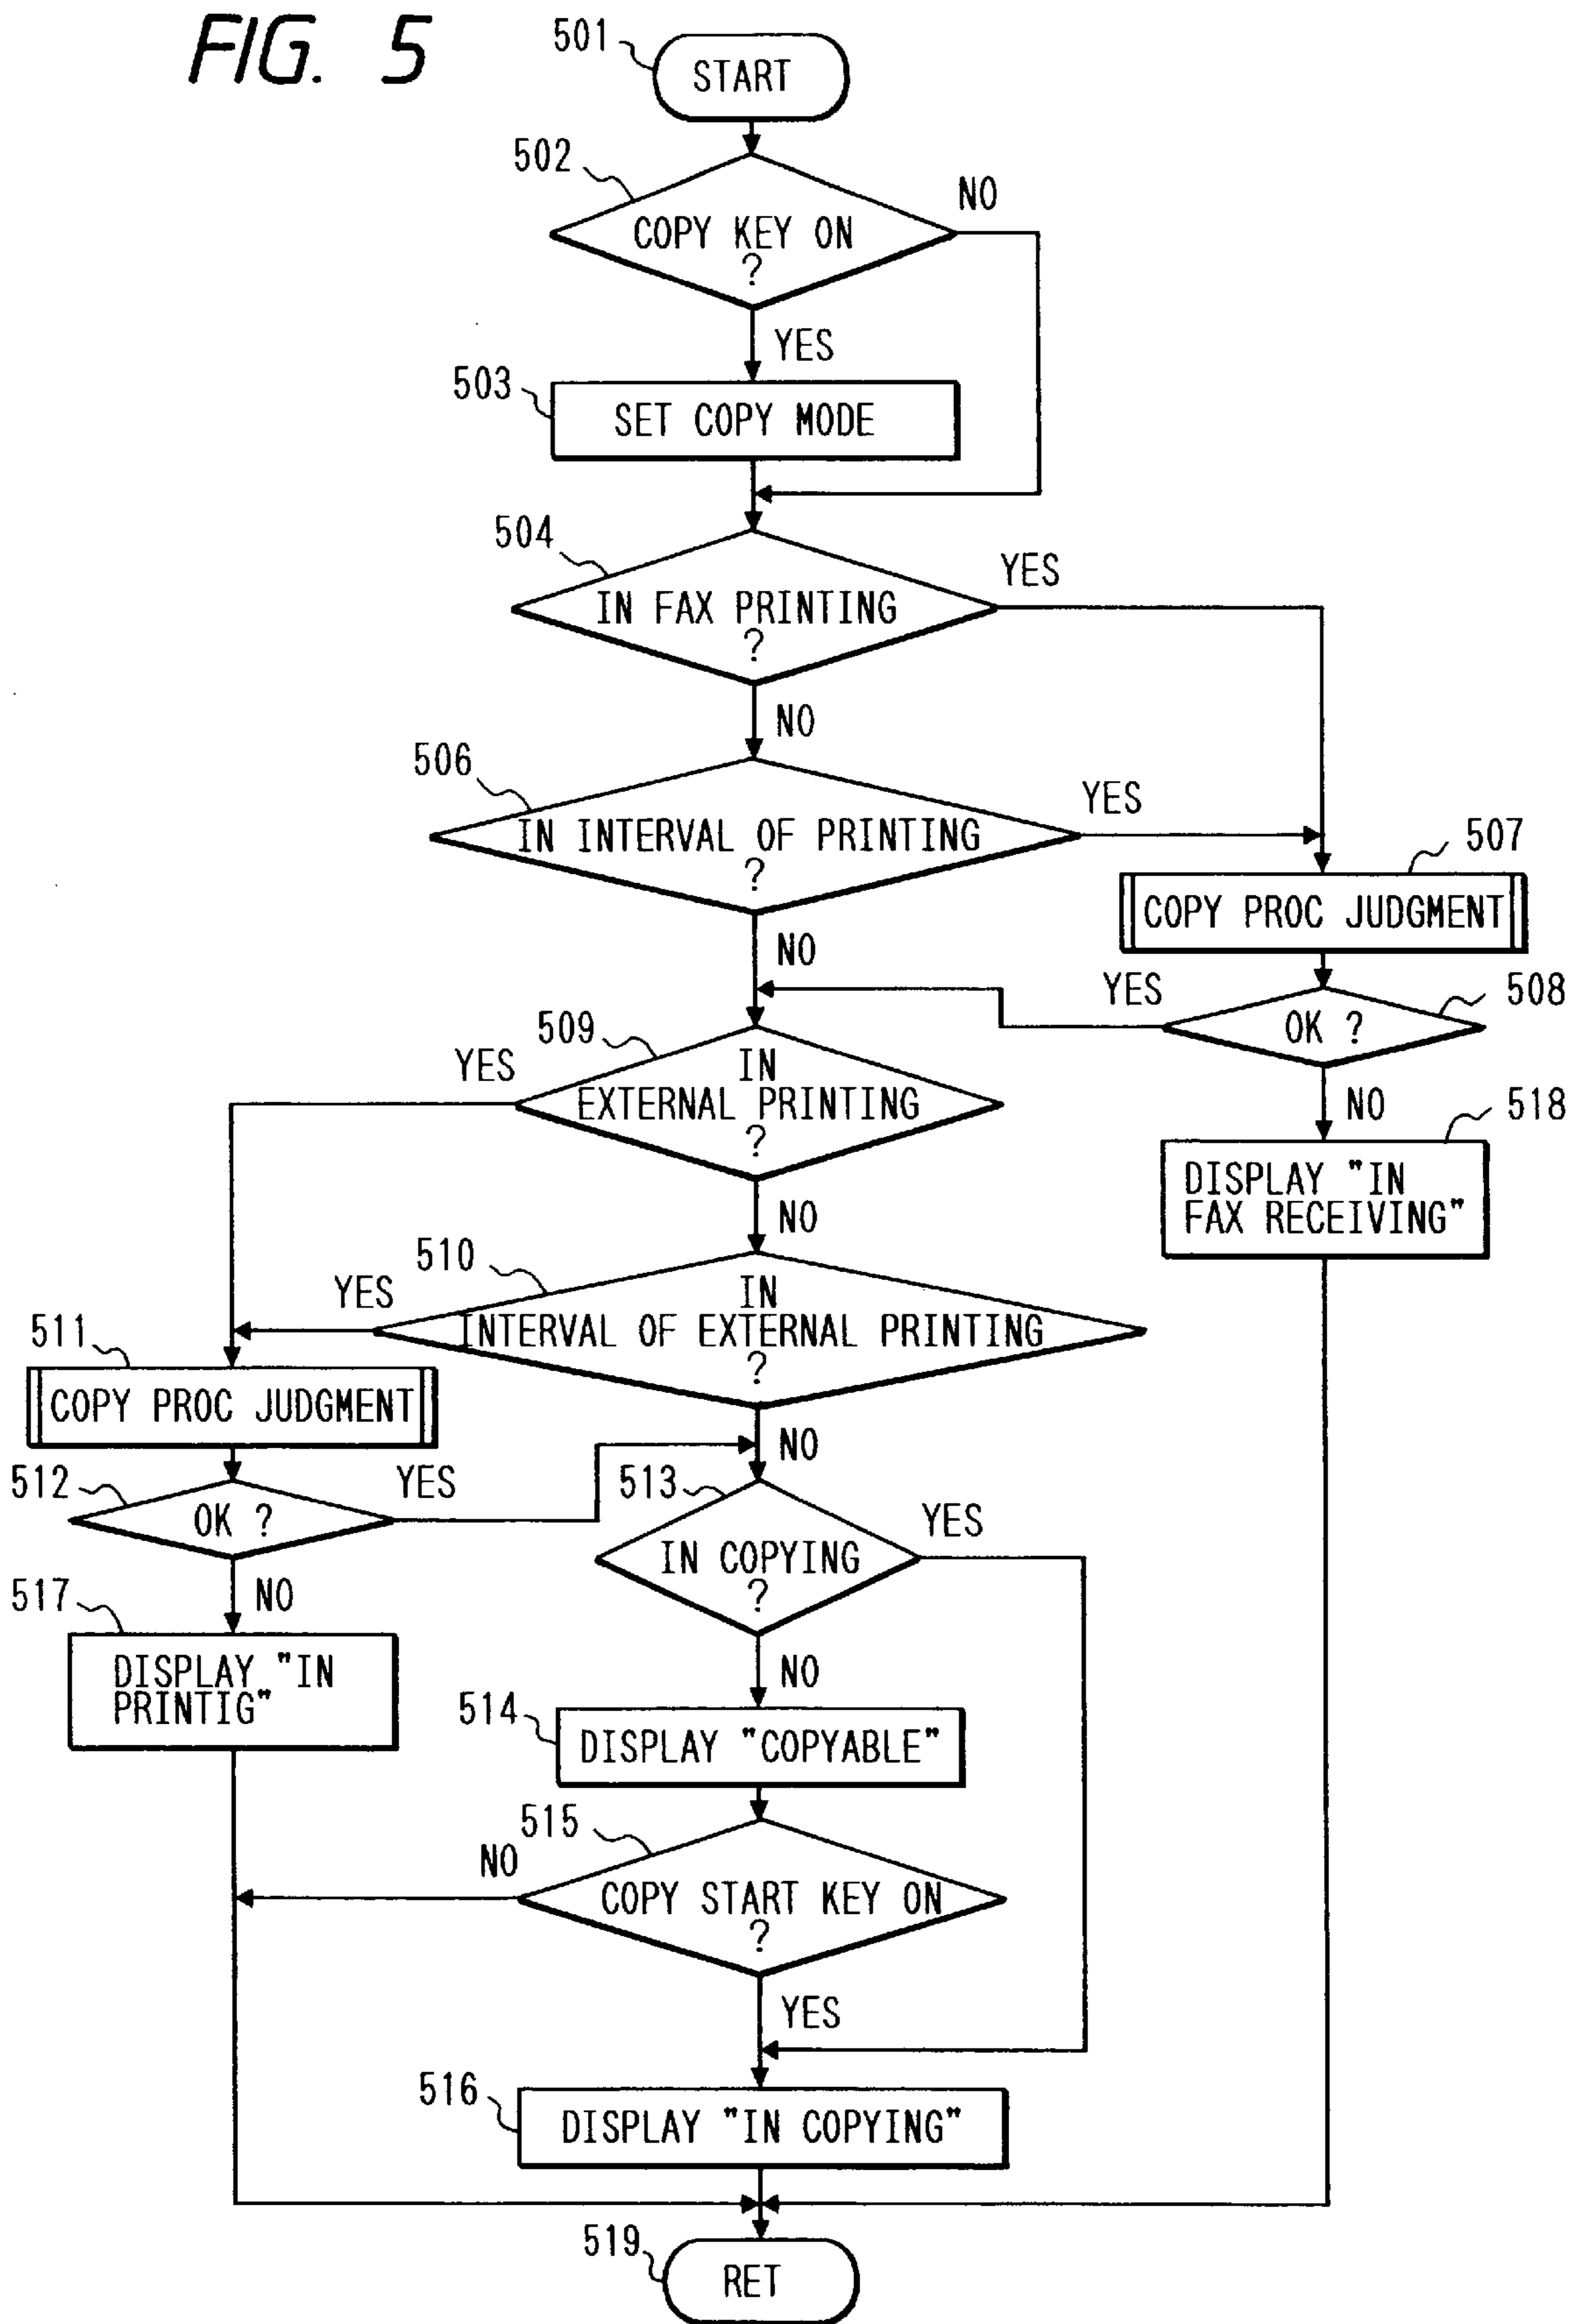 FIG. 5
501
START
502
COPY KEY ON
?
NO
YES
503
SET COPY MODE
504
IN FAX PRINTING
?
YES
NO
506
IN INTERVAL OF PRINTING
?
YES
NO
507
COPY PROC JUDGMENT
508
OK ?
YES
NO
518
DISPLAY "IN
FAX RECEIVING"
509
IN
EXTERNAL PRINTING
?
YES
NO
510
IN
INTERVAL OF EXTERNAL PRINTING
?
YES
NO
511
COPY PROC JUDGMENT
512
OK ?
YES
NO
517
DISPLAY "IN
PRINTIG"
513
IN COPYING
?
YES
NO
514
DISPLAY "COPYABLE"
515
COPY START KEY ON
?
NO
YES
516
DISPLAY "IN COPYING"
519
RET